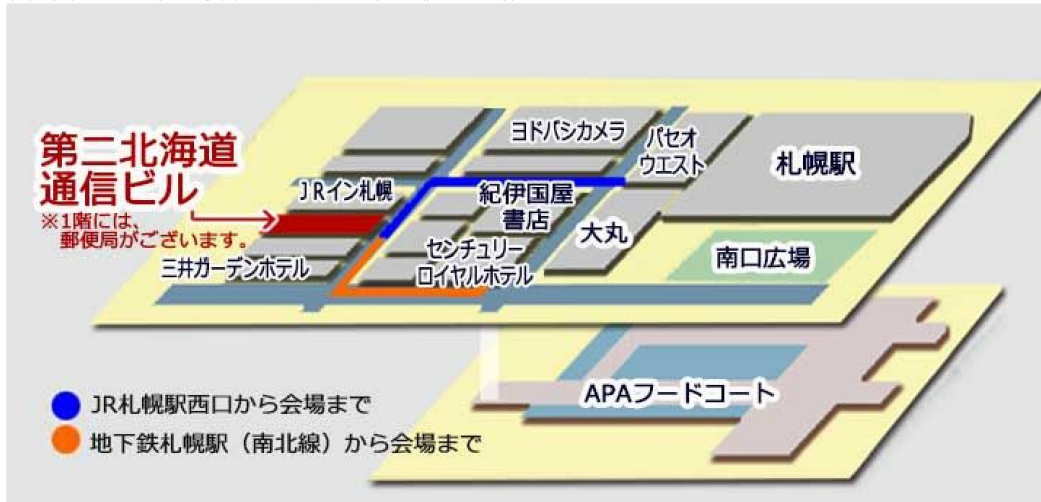 ヨドバシカメラ
パセオ
ウエスト
札幌駅
第二北海道
通信ビル
※1階には、
郵便局がございます。
JRイン札幌
紀伊国屋
書店
大丸
南口広場
三井ガーデンホテル
センチュリー
ロイヤルホテル
APAフードコート
JR札幌駅西口から会場まで
地下鉄札幌駅（南北線）から会場まで